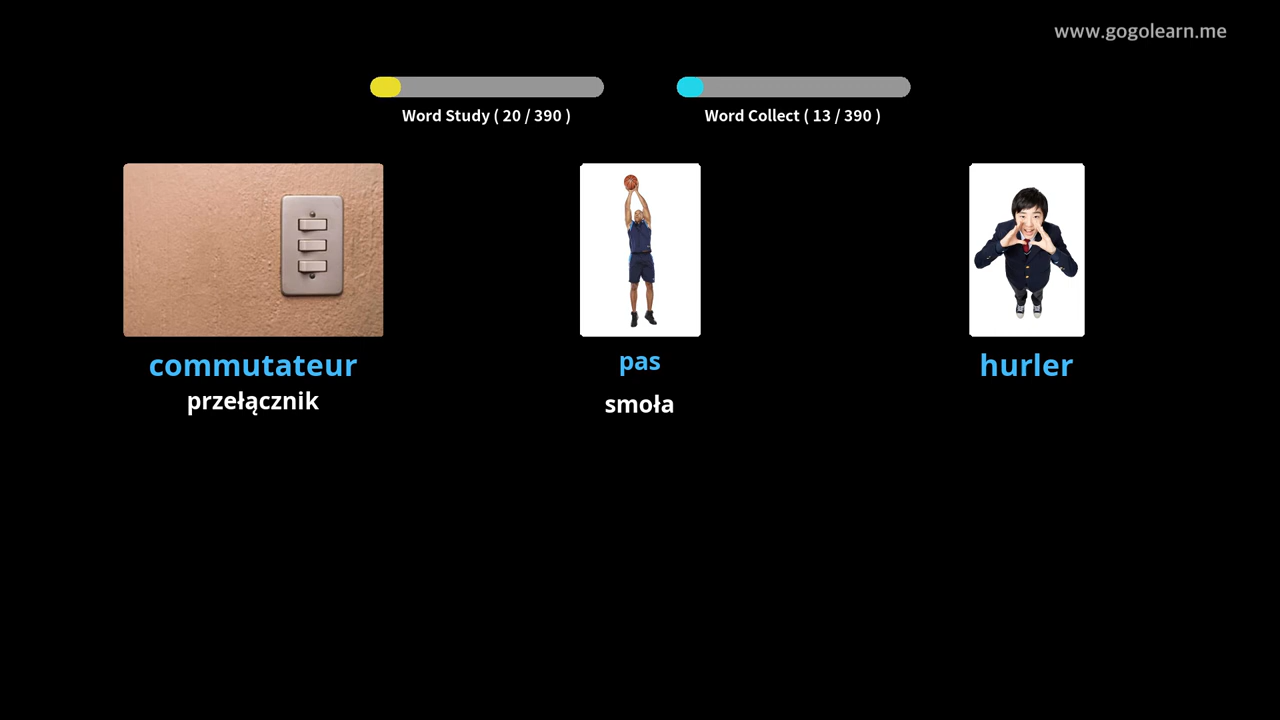 www.gogolearn.me
Word Study ( 20 / 390 )
Word Collect ( 13 / 390 )
commutateur
przełącznik
pas
smoła
hurler